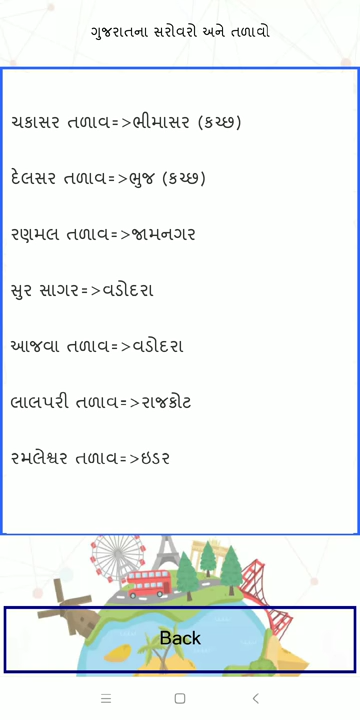 ગુજરાતના સરોવરો અને તળાવો
ચકાસર તળાવ=>ભીમાસર (કચ્છ)
દેલસર તળાવ=>ભુજ (કચ્છ)
રણમલ તળાવ=>જામનગર
સુર સાગર=>વડોદરા
આજવા તળાવ=>વડોદરા
લાલપરી તળાવ=>રાજકોટ
રમલેશ્વર તળાવ=>ઇડર
Back